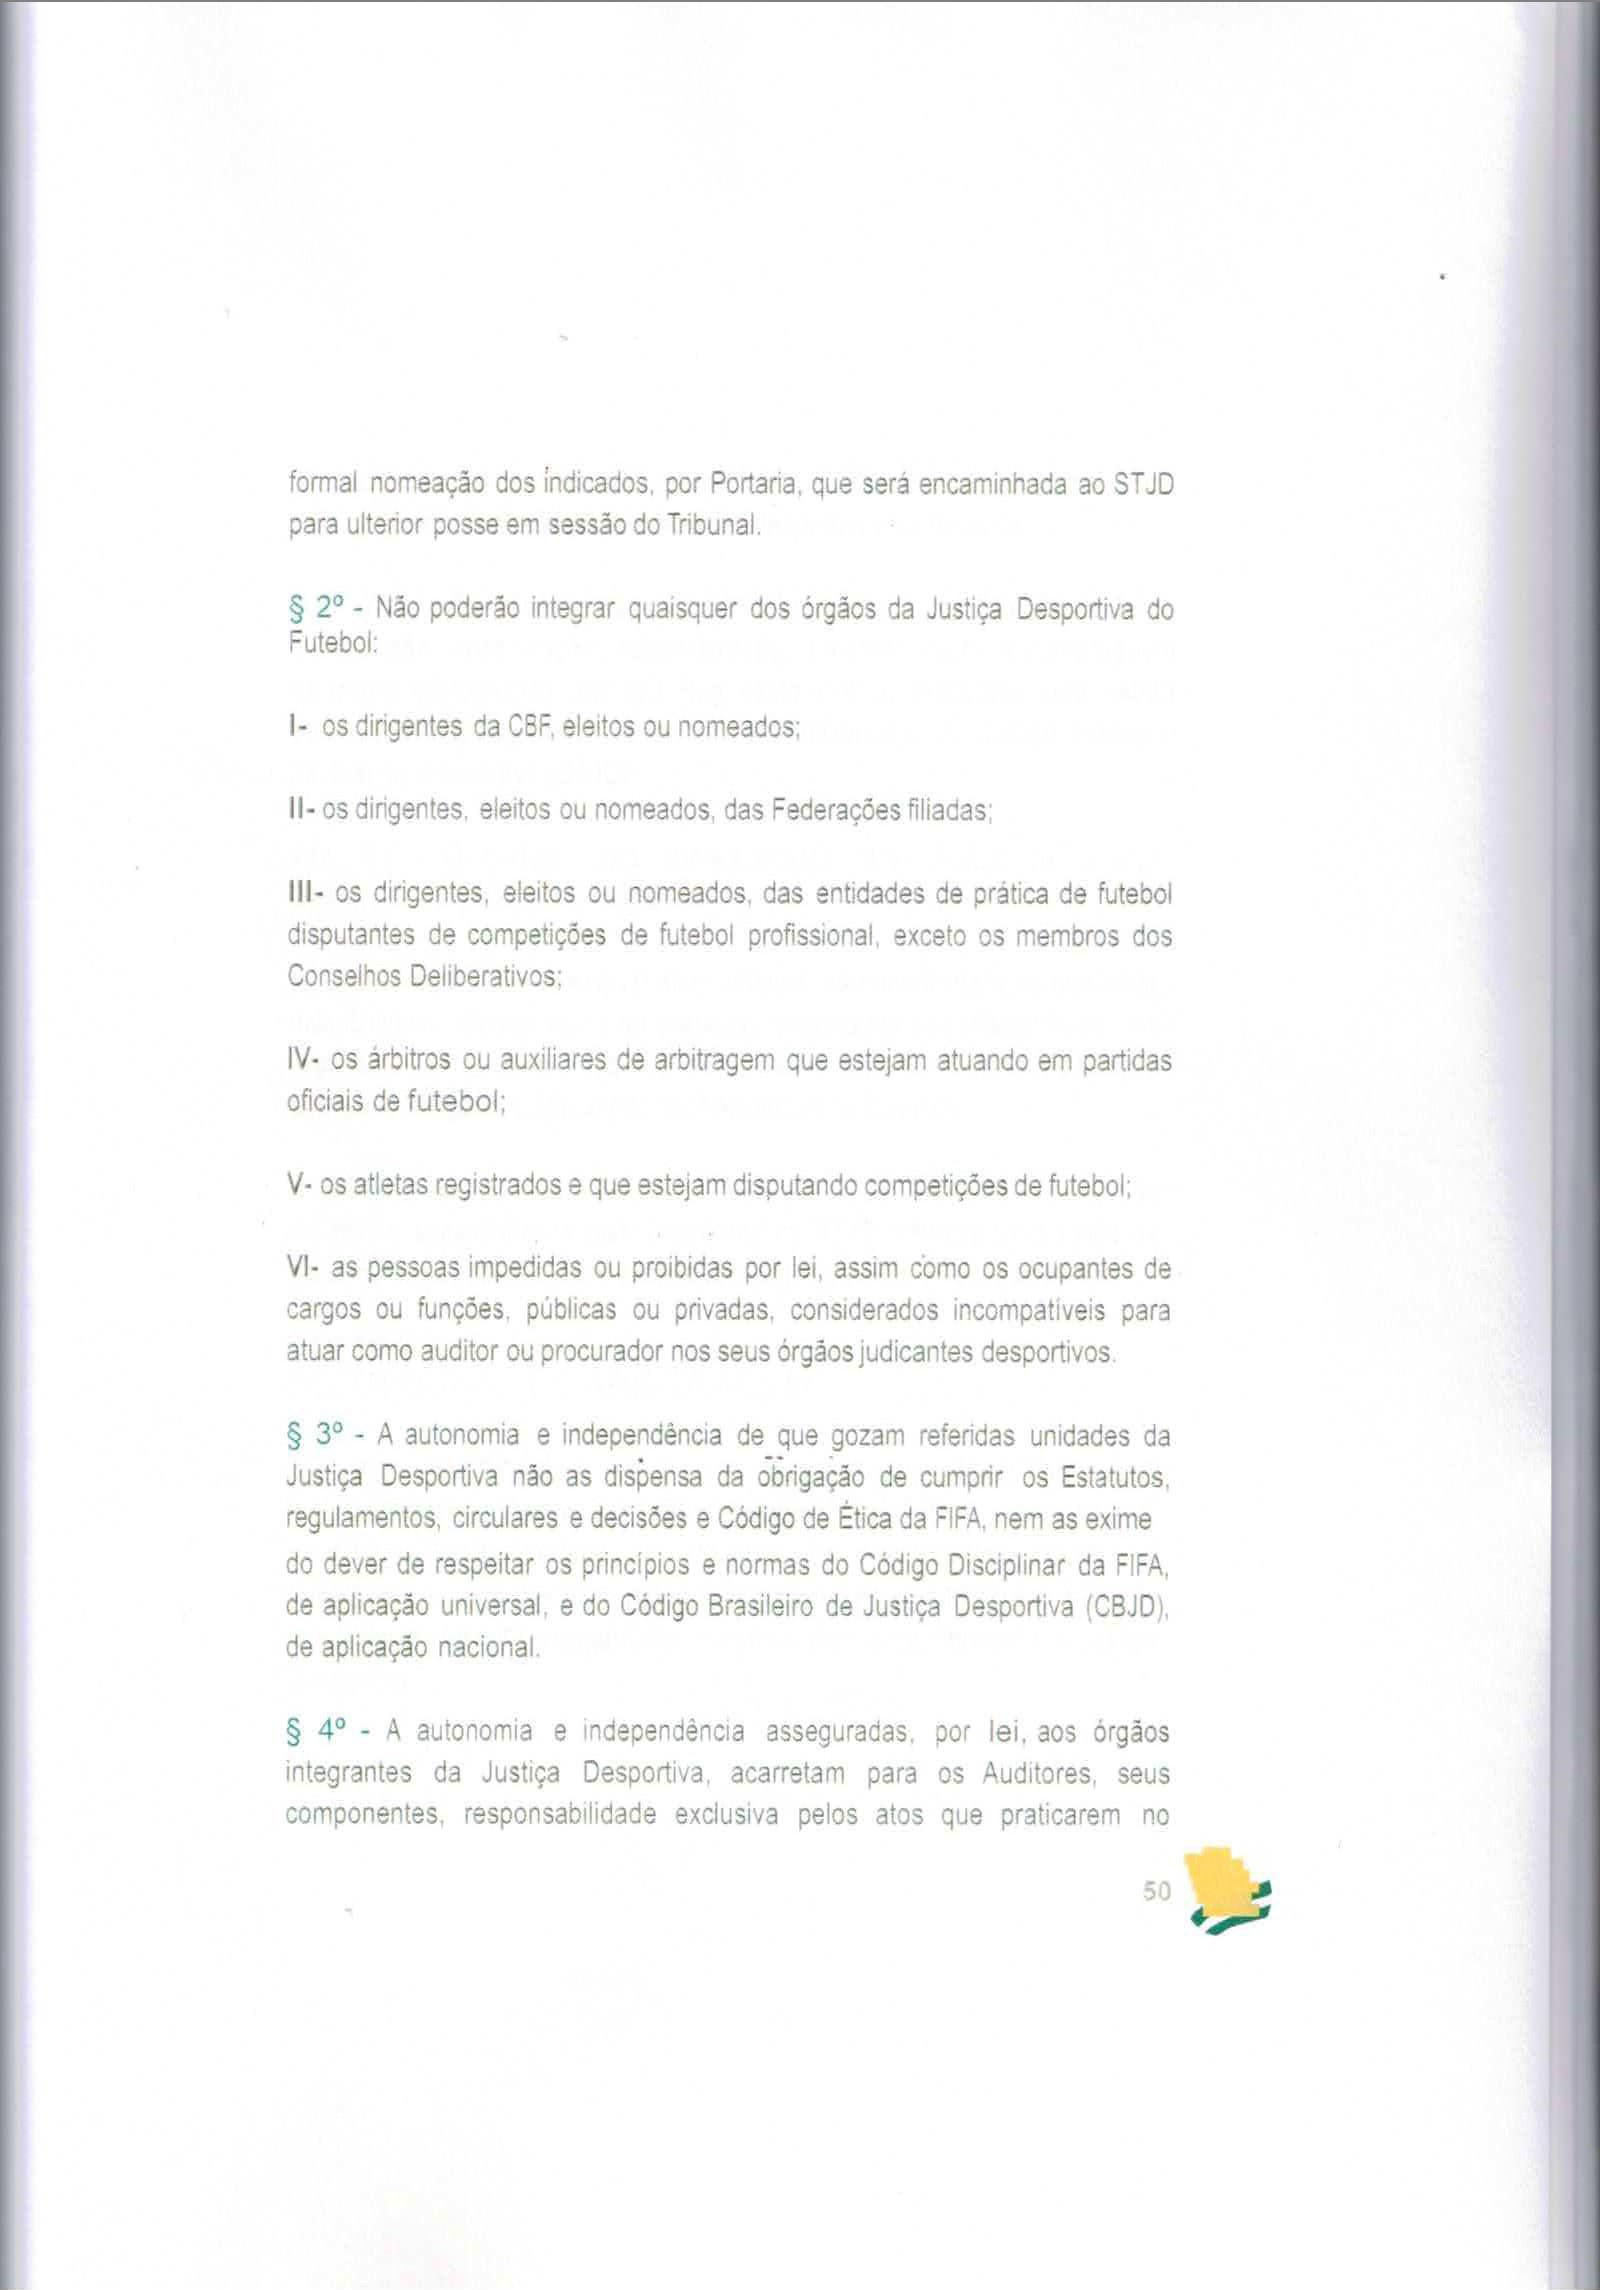 formal nomeação dos indicados, por Portaria, que será encaminhada ao STJD
para ulterior posse em sessão do Tribunal.
§ 2º - Não poderão integrar quaisquer dos órgãos da Justiça Desportiva do
Futebol:
I- os dirigentes da CBF, eleitos ou nomeados;
II- os dirigentes, eleitos ou nomeados, das Federações filiadas;
III- os dirigentes, eleitos ou nomeados, das entidades de prática de futebol
disputantes de competições de futebol profissional, exceto os membros dos
Conselhos Deliberativos;
IV- os árbitros ou auxiliares de arbitragem que estejam atuando em partidas
oficiais de futebol;
V- os atletas registrados e que estejam disputando competições de futebol;
VI- as pessoas impedidas ou proibidas por lei, assim como os ocupantes de
cargos ou funções, públicas ou privadas, considerados incompatíveis para
atuar como auditor ou procurador nos seus órgãos judicantes desportivos.
§ 3º - A autonomia e independência de que gozam referidas unidades da
Justiça Desportiva não as dispensa da obrigação de cumprir os Estatutos,
regulamentos, circulares e decisões e Código de Ética da FIFA, nem as exime
do dever de respeitar os princípios e normas do Código Disciplinar da FIFA,
de aplicação universal, e do Código Brasileiro de Justiça Desportiva (CBJD),
de aplicação nacional.
§ 4º - A autonomia e independência asseguradas, por lei, aos órgãos
integrantes da Justiça Desportiva, acarretam para os Auditores, seus
componentes, responsabilidade exclusiva pelos atos que praticarem no
50